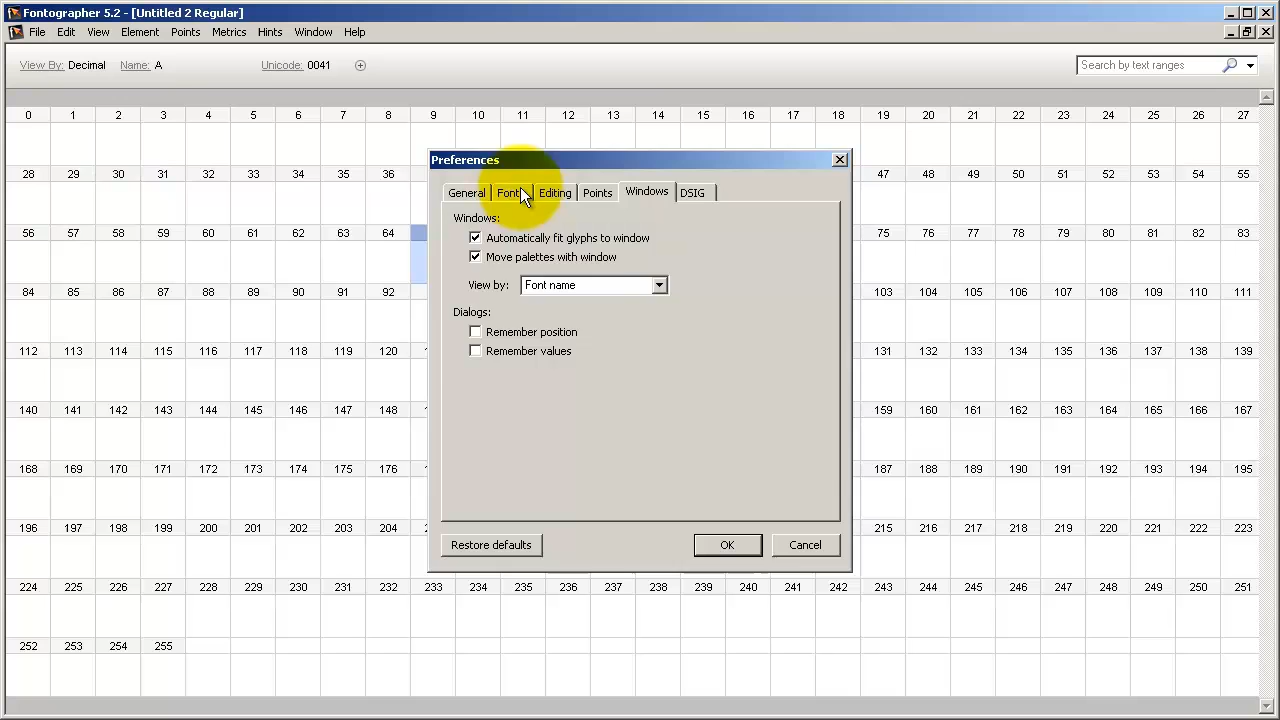 Fontographer 5.2 - [Untitled 2 Regular]
File Edit View Element Points Metrics Hints Window Help
View By: Decimal Name: A Unicode: 0041 Search by text ranges
0 1 2 3 4 5 6 7 8 9 10 11 12 13 14 15 16 17 18 19 20 21 22 23 24 25 26 27
Preferences
28 29 30 31 32 33 34 35 36 47 48 49 50 51 52 53 54 55
General Font Editing Points Windows DSIG
Windows:
56 57 58 59 60 61 62 63 64 75 76 77 78 79 80 81 82 83
Automatically fit glyphs to window
Move palettes with window
View by: Font name
84 85 86 87 88 89 90 91 92 103 104 105 106 107 108 109 110 111
Dialogs:
Remember position
Remember values
112 113 114 115 116 117 118 119 120 131 132 133 134 135 136 137 138 139
140 141 142 143 144 145 146 147 148 159 160 161 162 163 164 165 166 167
168 169 170 171 172 173 174 175 176 187 188 189 190 191 192 193 194 195
196 197 198 199 200 201 202 203 204 215 216 217 218 219 220 221 222 223
Restore defaults OK Cancel
224 225 226 227 228 229 230 231 232 233 234 235 236 237 238 239 240 241 242 243 244 245 246 247 248 249 250 251
252 253 254 255